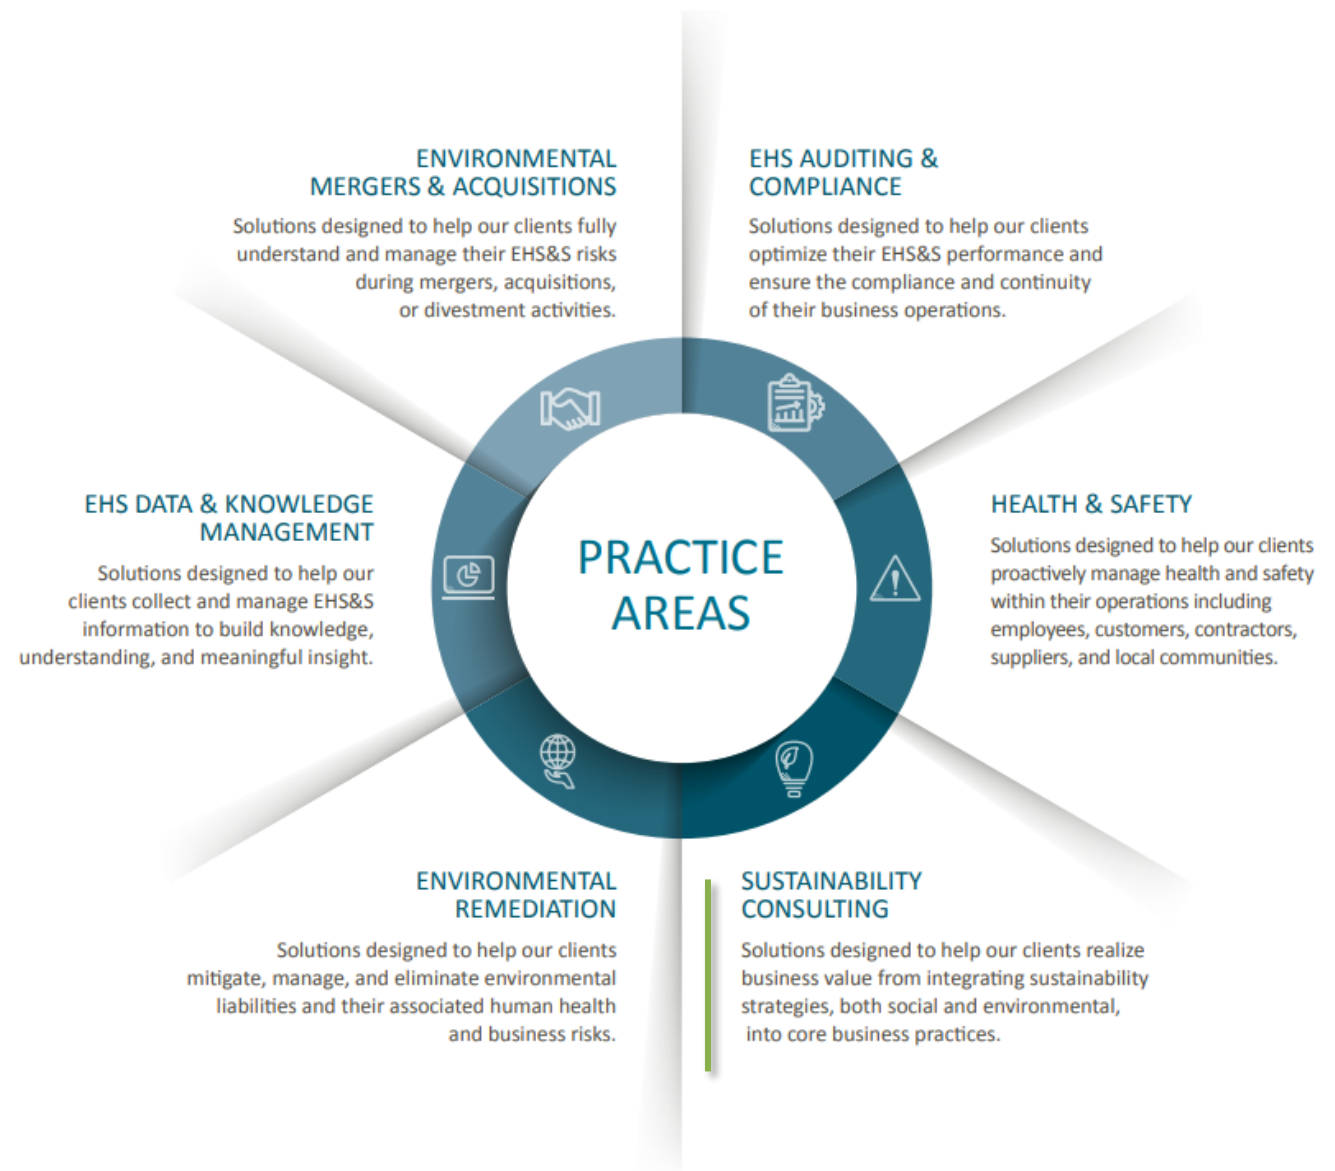 ENVIRONMENTAL
MERGERS & ACQUISITIONS
Solutions designed to help our clients fully
understand and manage their EHS&S risks
during mergers, acquisitions,
or divestment activities.
EHS AUDITING &
COMPLIANCE
Solutions designed to help our clients
optimize their EHS&S performance and
ensure the compliance and continuity
of their business operations.
EHS DATA & KNOWLEDGE
MANAGEMENT
Solutions designed to help our
clients collect and manage EHS&S
information to build knowledge,
understanding, and meaningful insight.
PRACTICE
AREAS
HEALTH & SAFETY
Solutions designed to help our clients
proactively manage health and safety
within their operations including
employees, customers, contractors,
suppliers, and local communities.
ENVIRONMENTAL
REMEDIATION
Solutions designed to help our clients
mitigate, manage, and eliminate environmental
liabilities and their associated human health
and business risks.
SUSTAINABILITY
CONSULTING
Solutions designed to help our clients realize
business value from integrating sustainability
strategies, both social and environmental,
into core business practices.